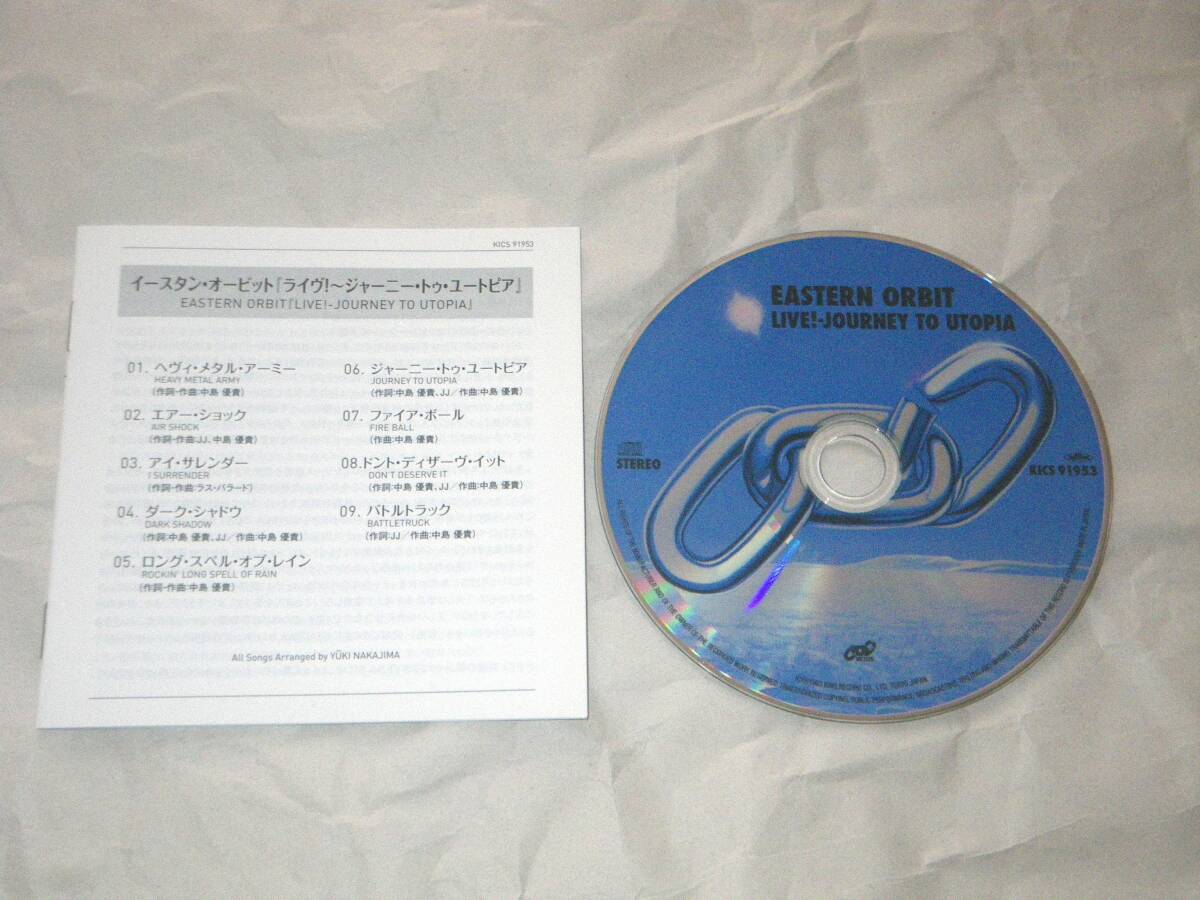 KICS 91953
イースタン・オービット『ライヴ!~ジャーニー・トゥ・ユートピア』
EASTERN ORBIT『LIVE!-JOURNEY TO UTOPIA』
01. ヘヴィ・メタル・アーミー
HEAVY METAL ARMY
(作詞-作曲:中島 優貴)
02. エアー・ショック
AIR SHOCK
(作詞-作曲:JJ、中島 優貴)
03. アイ・サレンダー
I SURRENDER
(作詞-作曲:ラス・バラード)
04. ダーク・シャドウ
DARK SHADOW
(作詞:中島 優貴、JJ/作曲:中島 優貴)
05. ロング・スペル・オブ・レイン
ROCKIN' LONG SPELL OF RAIN
(作詞-作曲:中島 優貴)
06. ジャーニー・トゥ・ユートピア
JOURNEY TO UTOPIA
(作詞:中島 優貴、JJ/作曲:中島 優貴)
07. ファイア・ボール
FIRE BALL
(作曲:中島 優貴)
08.ドント・ディザーヴ・イット
DON'T DESERVE IT
(作詞:中島 優貴、JJ/作曲:中島 優貴)
09. バトルトラック
BATTLETRUCK
(作詞:中島 優貴、JJ/作曲:中島 優貴)
All Songs Arranged by YŪKI NAKAJIMA
EASTERN ORBIT
LIVE!-JOURNEY TO UTOPIA
STEREO
KICS 91953